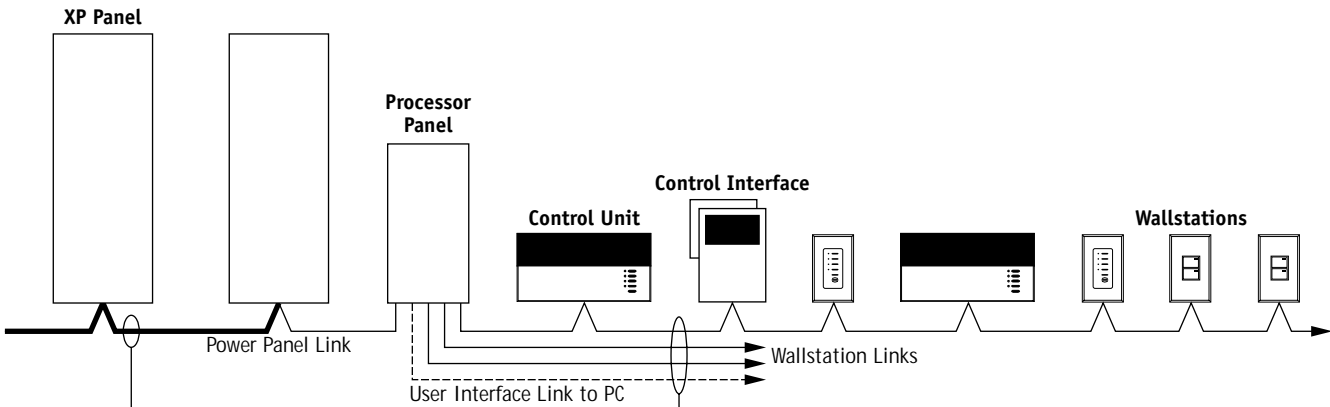 XP Panel
Processor
Panel
Control Interface
Control Unit
Wallstations
Power Panel Link
Wallstation Links
User Interface Link to PC